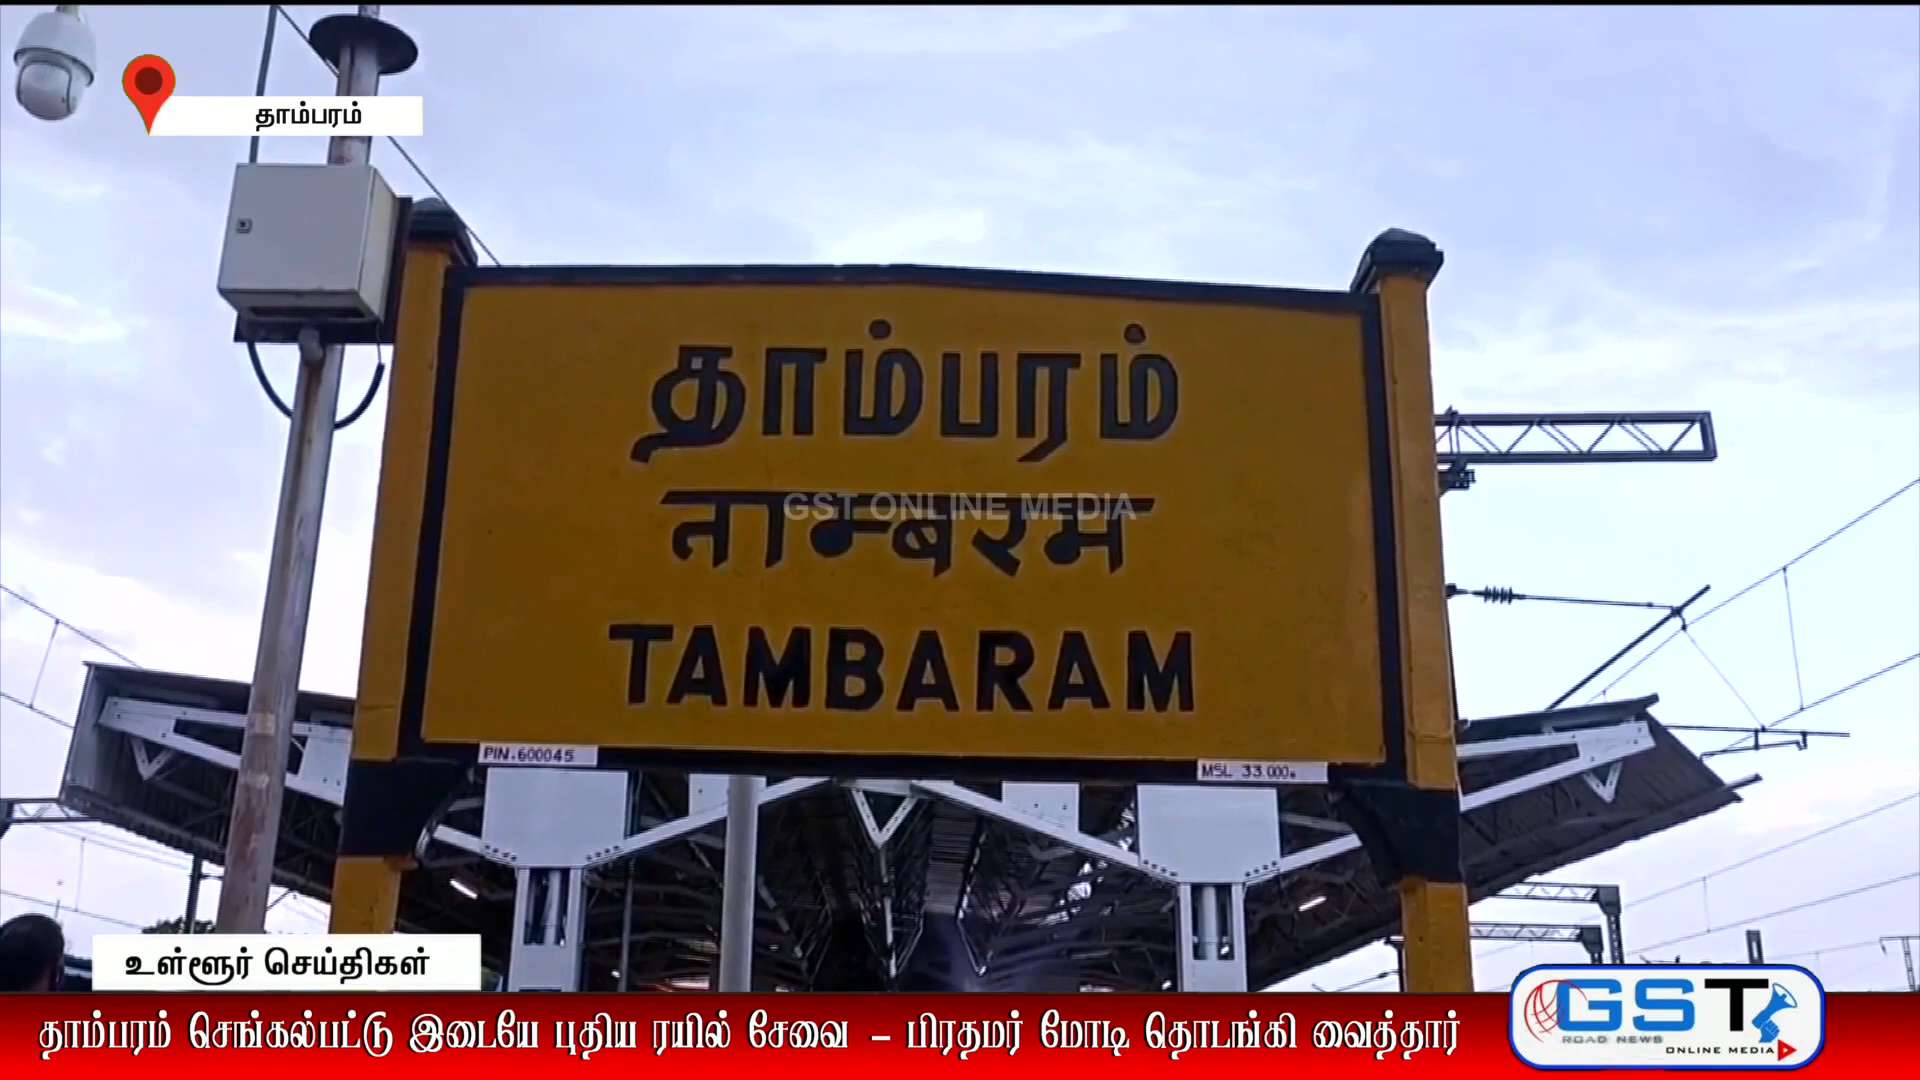 தாம்பரம்
தாம்பரம்
ताम्बरम
GST ONLINE MEDIA
TAMBARAM
PIN.600045
MSL 33.000m
உள்ளூர் செய்திகள்
தாம்பரம் செங்கல்பட்டு இடையே புதிய ரயில் சேவை – பிரதமர் மோடி தொடங்கி வைத்தார்
GST
ROAD NEWS
ONLINE MEDIA